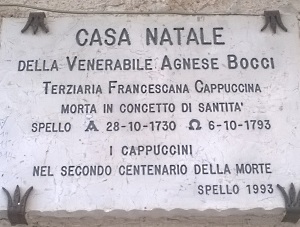 CASA NATALE
DELLA VENERABILE AGNESE BOCCI
TERZIARIA FRANCESCANA CAPPUCCINA
MORTA IN CONCETTO DI SANTITA'
SPELLO A 28-10-1730 Ω 6-10-1793
I CAPPUCCINI
NEL SECONDO CENTENARIO DELLA MORTE
SPELLO 1993